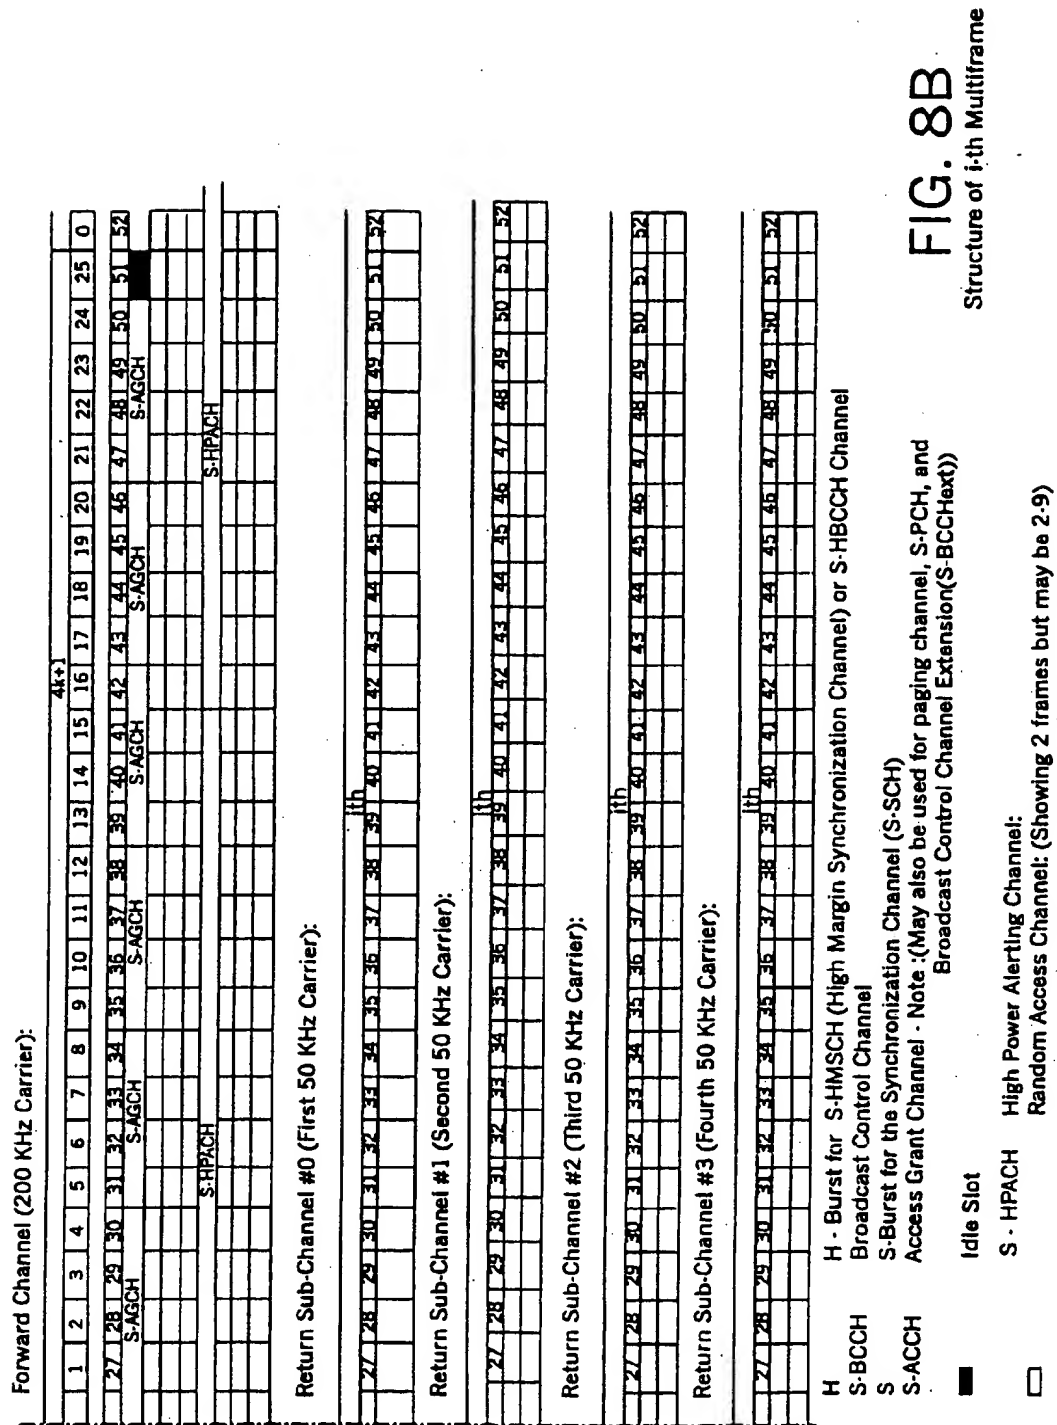 Forward Channel (200 KHz Carrier):
4k+1
1 2 3 4 5 6 7 8 9 10 11 12 13 14 15 16 17 18 19 20 21 22 23 24 25 0
27 28 29 30 31 32 33 34 35 36 37 38 39 40 41 42 43 44 45 46 47 48 49 50 51 52
S-AGCH S-AGCH S-AGCH S-AGCH S-AGCH S-AGCH
S-HPACH S-HPACH
Return Sub-Channel #0 (First 50 KHz Carrier):
ith
27 28 29 30 31 32 33 34 35 36 37 38 39 40 41 42 43 44 45 46 47 48 49 50 51 52
Return Sub-Channel #1 (Second 50 KHz Carrier):
ith
27 28 29 30 31 32 33 34 35 36 37 38 39 40 41 42 43 44 45 46 47 48 49 50 51 52
Return Sub-Channel #2 (Third 50 KHz Carrier):
ith
27 28 29 30 31 32 33 34 35 36 37 38 39 40 41 42 43 44 45 46 47 48 49 50 51 52
Return Sub-Channel #3 (Fourth 50 KHz Carrier):
ith
27 28 29 30 31 32 33 34 35 36 37 38 39 40 41 42 43 44 45 46 47 48 49 50 51 52
H H - Burst for S-HMSCH (High Margin Synchronization Channel) or S-HBCCH Channel
S-BCCH Broadcast Control Channel
S S-Burst for the Synchronization Channel (S-SCH)
S-ACCH Access Grant Channel - Note :(May also be used for paging channel, S-PCH, and
Broadcast Control Channel Extension(S-BCCHext))
Idle Slot
S - HPACH High Power Alerting Channel:
Random Access Channel: (Showing 2 frames but may be 2-9)
FIG. 8B
Structure of i-th Multiframe